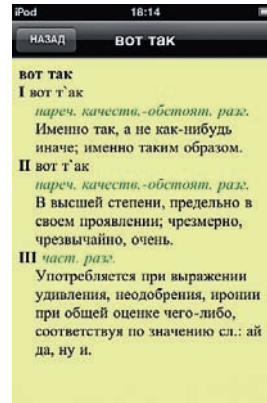 iPod 18:14
НАЗАД вот так
вот так
I вот т`ак
нареч. качеств.-обстоят. разг.
Именно так, а не как-нибудь
иначе; именно таким образом.
II вот т`ак
нареч. качеств.-обстоят. разг.
В высшей степени, предельно в
своем проявлении; чрезмерно,
чрезвычайно, очень.
III част. разг.
Употребляется при выражении
удивления, неодобрения, иронии
при общей оценке чего-либо,
соответствуя по значению сл.: ай
да, ну и.